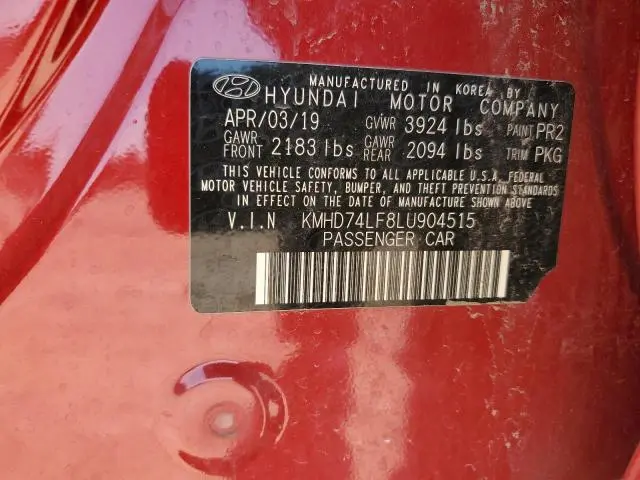 MANUFACTURED IN KOREA BY
HYUNDAI MOTOR COMPANY
APR/03/19 GVWR 3924 lbs PAINT PR2
GAWR FRONT 2183 lbs GAWR REAR 2094 lbs TRIM PKG
THIS VEHICLE CONFORMS TO ALL APPLICABLE U.S.A. FEDERAL
MOTOR VEHICLE SAFETY, BUMPER, AND THEFT PREVENTION STANDARDS
IN EFFECT ON THE DATE OF MANUFACTURE SHOWN ABOVE
V.I.N KMHD74LF8LU904515
PASSENGER CAR